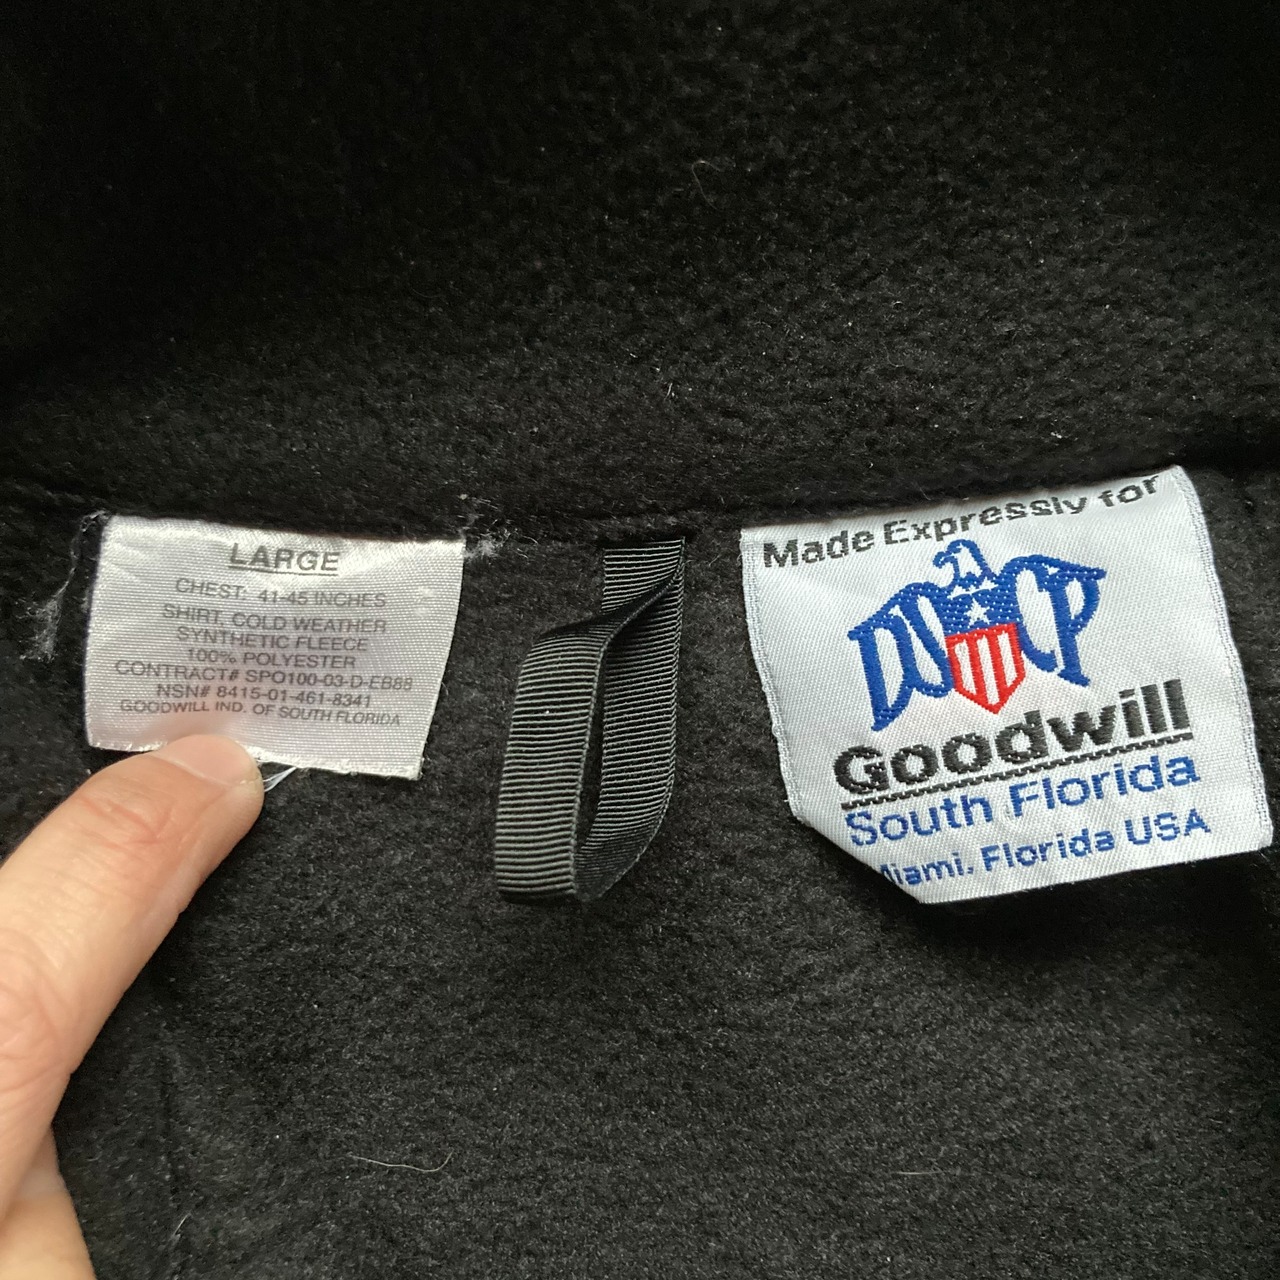 LARGE
CHEST: 41-45 INCHES
SHIRT, COLD WEATHER
SYNTHETIC FLEECE
100% POLYESTER
CONTRACT# SPO100-03-D-EB88
NSN# 8415-01-461-8341
GOODWILL IND. OF SOUTH FLORIDA
Made Expressly for
DSCP
Goodwill
South Florida
Miami, Florida USA